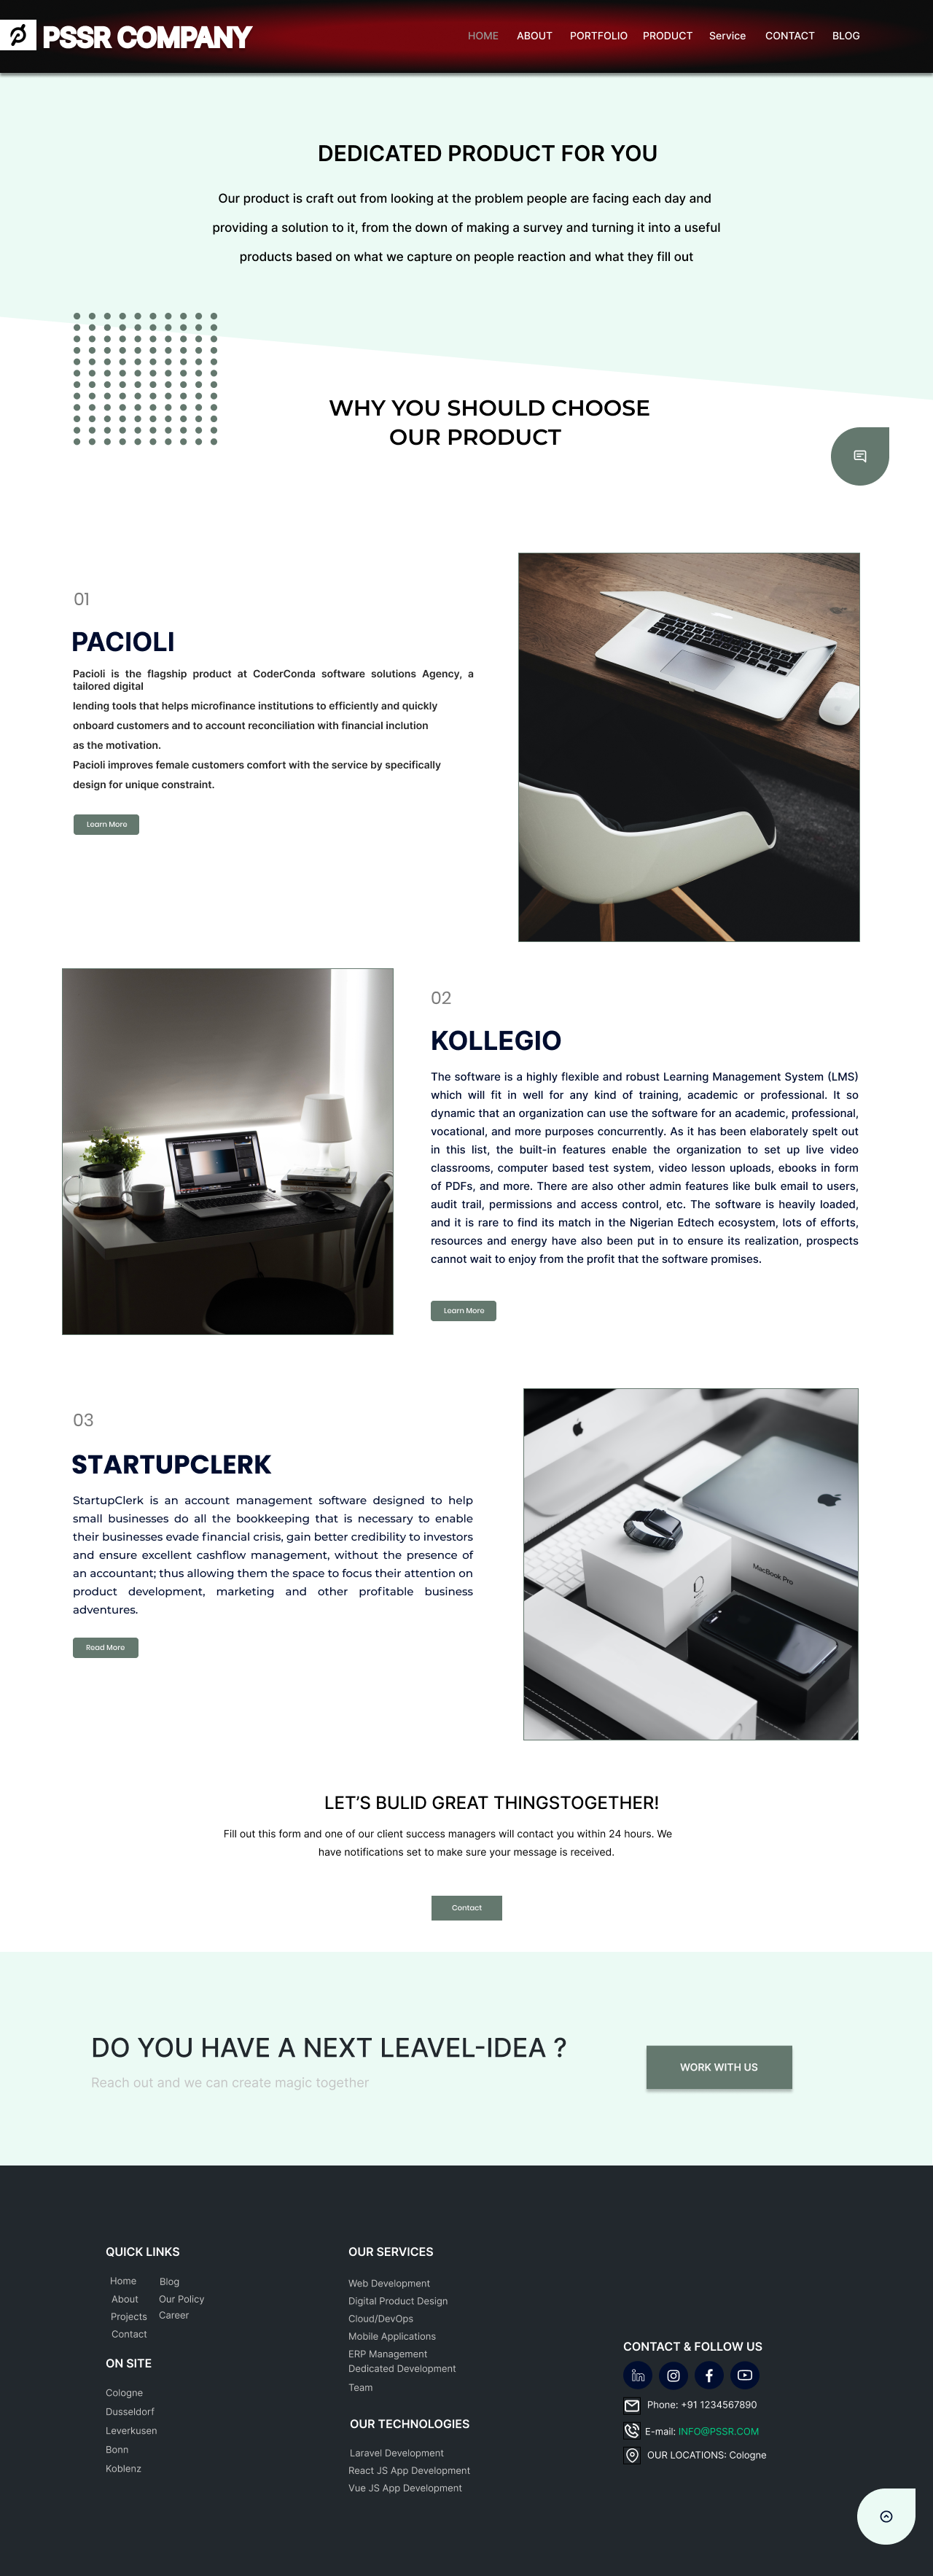 PSSR COMPANY
HOME ABOUT PORTFOLIO PRODUCT Service CONTACT BLOG
DEDICATED PRODUCT FOR YOU
Our product is craft out from looking at the problem people are facing each day and
providing a solution to it, from the down of making a survey and turning it into a useful
products based on what we capture on people reaction and what they fill out
WHY YOU SHOULD CHOOSE
OUR PRODUCT
01
PACIOLI
Pacioli is the flagship product at CoderConda software solutions Agency, a
tailored digital
lending tools that helps microfinance institutions to efficiently and quickly
onboard customers and to account reconciliation with financial inclution
as the motivation.
Pacioli improves female customers comfort with the service by specifically
design for unique constraint.
Learn More
02
KOLLEGIO
The software is a highly flexible and robust Learning Management System (LMS)
which will fit in well for any kind of training, academic or professional. It so
dynamic that an organization can use the software for an academic, professional,
vocational, and more purposes concurrently. As it has been elaborately spelt out
in this list, the built-in features enable the organization to set up live video
classrooms, computer based test system, video lesson uploads, ebooks in form
of PDFs, and more. There are also other admin features like bulk email to users,
audit trail, permissions and access control, etc. The software is heavily loaded,
and it is rare to find its match in the Nigerian Edtech ecosystem, lots of efforts,
resources and energy have also been put in to ensure its realization, prospects
cannot wait to enjoy from the profit that the software promises.
Learn More
03
STARTUPCLERK
StartupClerk is an account management software designed to help
small businesses do all the bookkeeping that is necessary to enable
their businesses evade financial crisis, gain better credibility to investors
and ensure excellent cashflow management, without the presence of
an accountant; thus allowing them the space to focus their attention on
product development, marketing and other profitable business
adventures.
Read More
MacBook Pro
LET'S BULID GREAT THINGSTOGETHER!
Fill out this form and one of our client success managers will contact you within 24 hours. We
have notifications set to make sure your message is received.
Contact
DO YOU HAVE A NEXT LEAVEL-IDEA ?
Reach out and we can create magic together
WORK WITH US
QUICK LINKS
Home Blog
About Our Policy
Projects Career
Contact
ON SITE
Cologne
Dusseldorf
Leverkusen
Bonn
Koblenz
OUR SERVICES
Web Development
Digital Product Design
Cloud/DevOps
Mobile Applications
ERP Management
Dedicated Development
Team
OUR TECHNOLOGIES
Laravel Development
React JS App Development
Vue JS App Development
CONTACT & FOLLOW US
in
Phone: +91 1234567890
E-mail: INFO@PSSR.COM
OUR LOCATIONS: Cologne